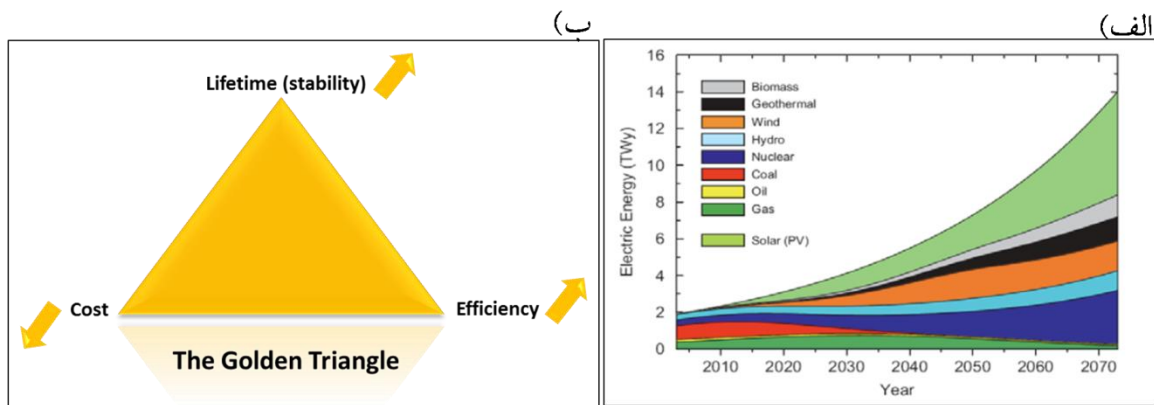 الف)
16
14
12
10
8
6
4
2
0
Electric Energy (TWy)
Biomass
Geothermal
Wind
Hydro
Nuclear
Coal
Oil
Gas
Solar (PV)
2010 2020 2030 2040 2050 2060 2070
Year
ب)
Lifetime (stability)
Cost
Efficiency
The Golden Triangle